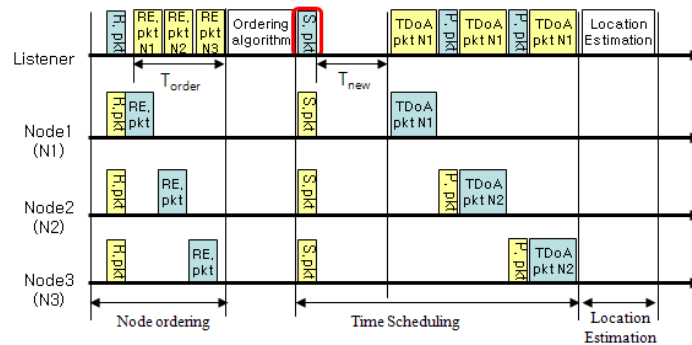 H, pkt
RE, pkt N1
RE, pkt N2
RE, pkt N3
Ordering algorithm
S, pkt
TDoA pkt N1
P, pkt
TDoA pkt N1
P, pkt
TDoA pkt N1
Location Estimation
Listener
Torder
Tnew
H, pkt
RE, pkt
S, pkt
TDoA pkt N1
Node1
(N1)
H, pkt
RE, pkt
S, pkt
P, pkt
TDoA pkt N2
Node2
(N2)
H, pkt
RE, pkt
S, pkt
P, pkt
TDoA pkt N2
Node3
(N3)
Node ordering
Time Scheduling
Location
Estimation